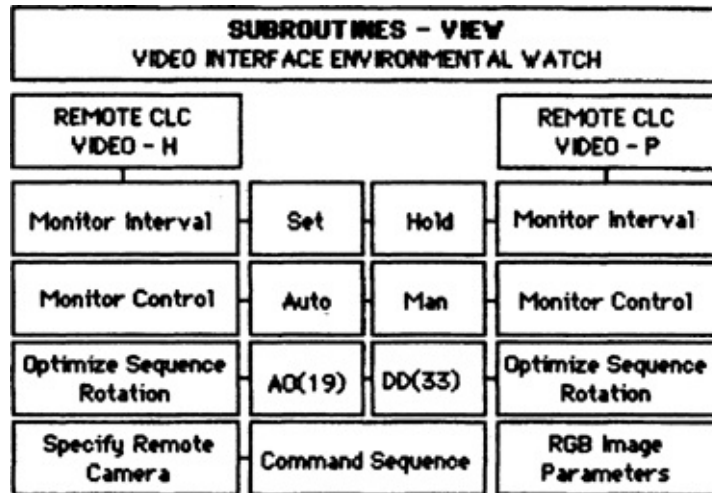 SUBROUTINES - VIEW
VIDEO INTERFACE ENVIRONMENTAL WATCH
REMOTE CLC
VIDEO - H
REMOTE CLC
VIDEO - P
Monitor Interval
Set
Hold
Monitor Interval
Monitor Control
Auto
Man
Monitor Control
Optimize Sequence
Rotation
AO(19)
DD(33)
Optimize Sequence
Rotation
Specify Remote
Camera
Command Sequence
RGB Image
Parameters